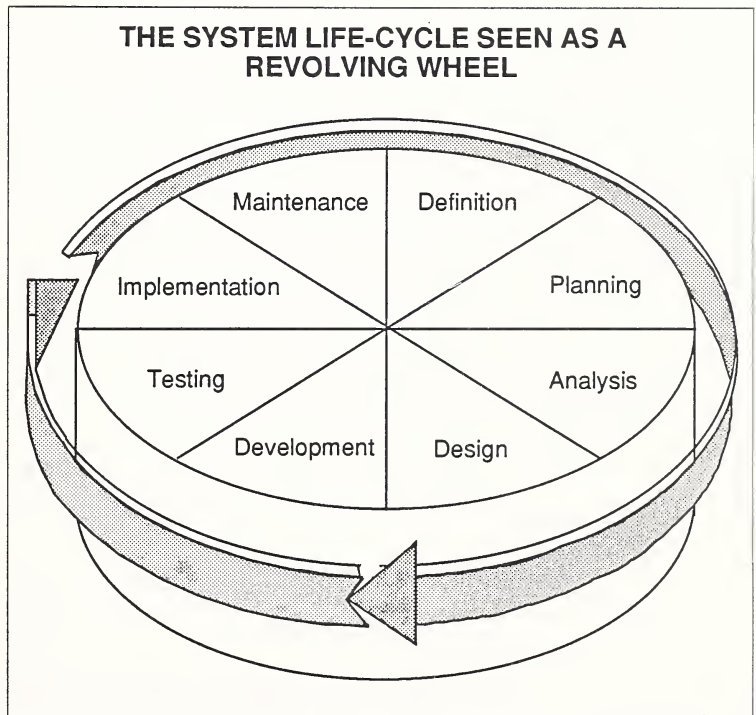 THE SYSTEM LIFE-CYCLE SEEN AS A
REVOLVING WHEEL
Maintenance
Definition
Implementation
Planning
Testing
Analysis
Development
Design